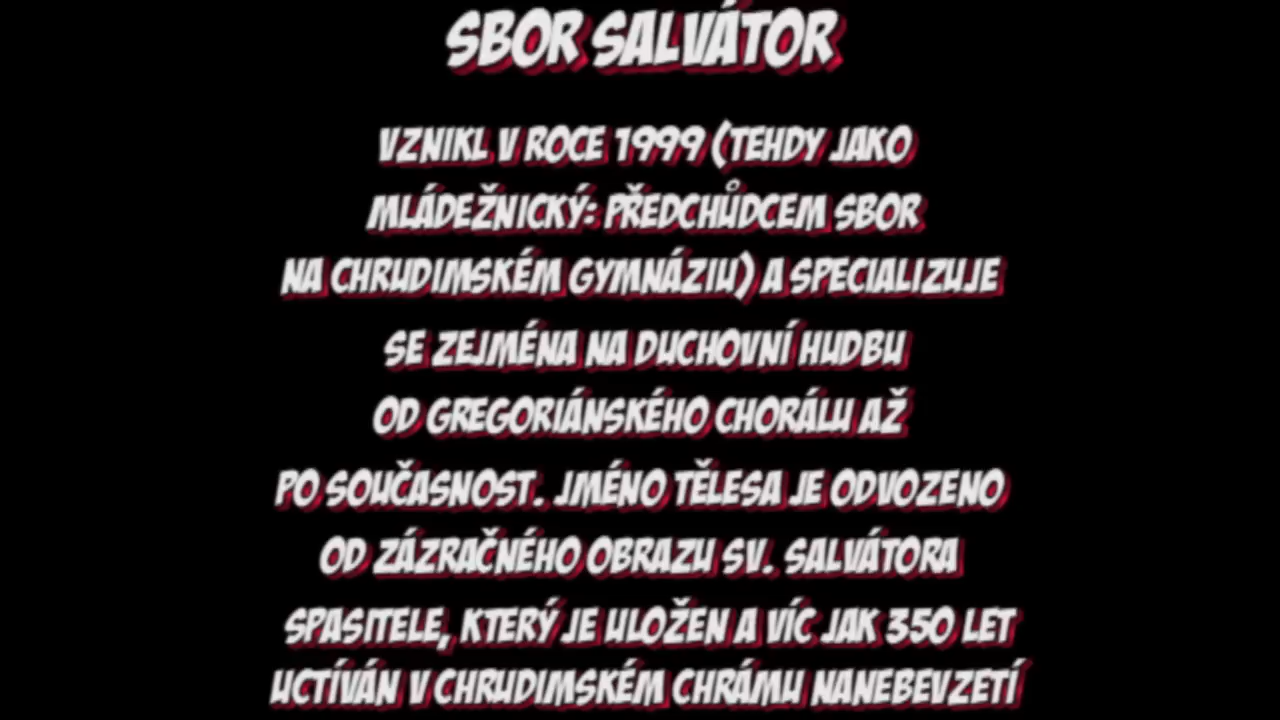 SBOR SALVÁTOR
VZNIKL V ROCE 1999 (TEHDY JAKO
MLÁDEŽNICKÝ: PŘEDCHŮDCEM SBOR
NA CHRUDIMSKÉM GYMNÁZIU) A SPECIALIZUJE
SE ZEJMÉNA NA DUCHOVNÍ HUDBU
OD GREGORIÁNSKÉHO CHORÁLU AŽ
PO SOUČASNOST. JMÉNO TĚLESA JE ODVOZENO
OD ZÁZRAČNÉHO OBRAZU SV. SALVÁTORA
SPASITELE, KTERÝ JE ULOŽEN A VÍC JAK 350 LET
UCTÍVÁN V CHRUDIMSKÉM CHRÁMU NANEBEVZETÍ